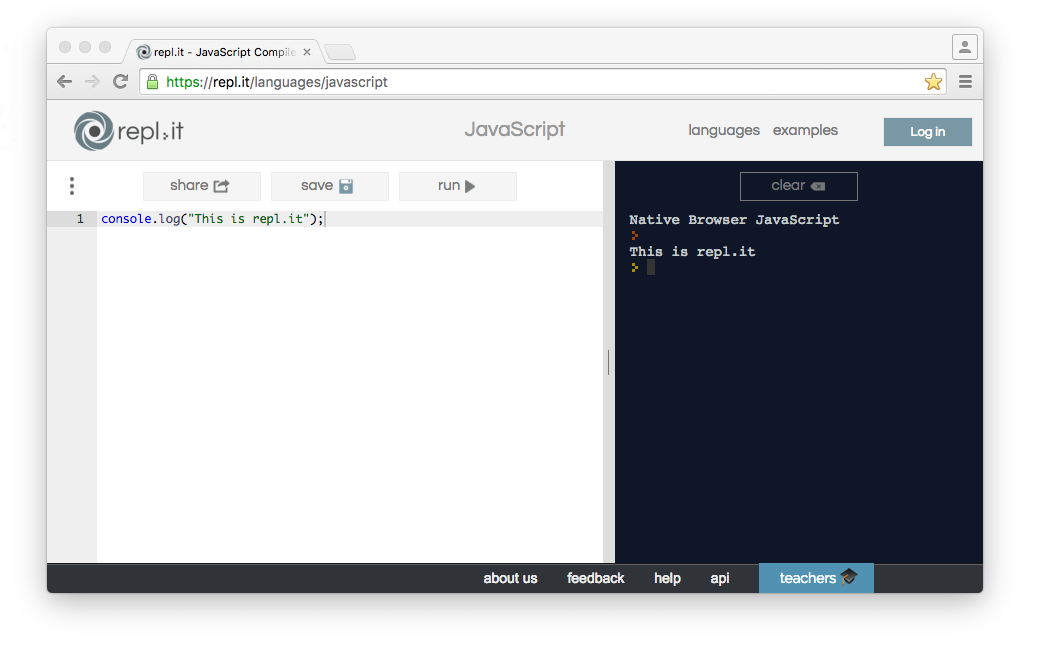 repl.it - JavaScript Compile
https://repl.it/languages/javascript
repl.it JavaScript languages examples Log in
share save run clear
1 console.log("This is repl.it");
Native Browser JavaScript
This is repl.it
about us feedback help api teachers